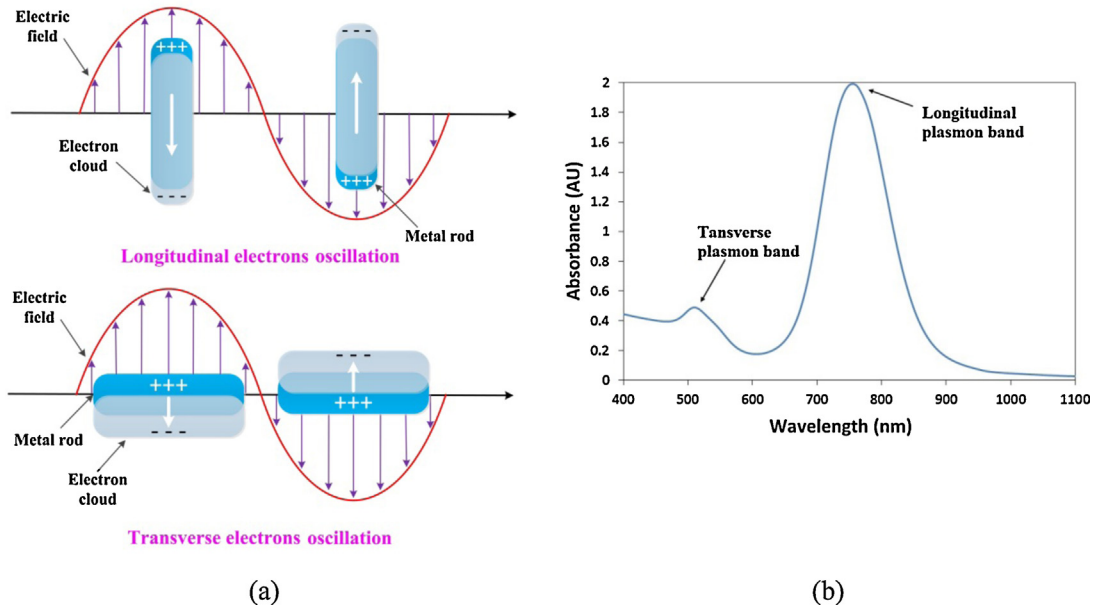 Electric
field
+++
- - -
Electron
cloud
- - -
+++
Metal rod
Longitudinal electrons oscillation
Electric
field
+++
- - -
Metal rod
Electron
cloud
- - -
+++
Transverse electrons oscillation
(a)
Absorbance (AU)
2
1.8
1.6
1.4
1.2
1
0.8
0.6
0.4
0.2
0
400 500 600 700 800 900 1000 1100
Wavelength (nm)
Longitudinal
plasmon band
Tansverse
plasmon band
(b)